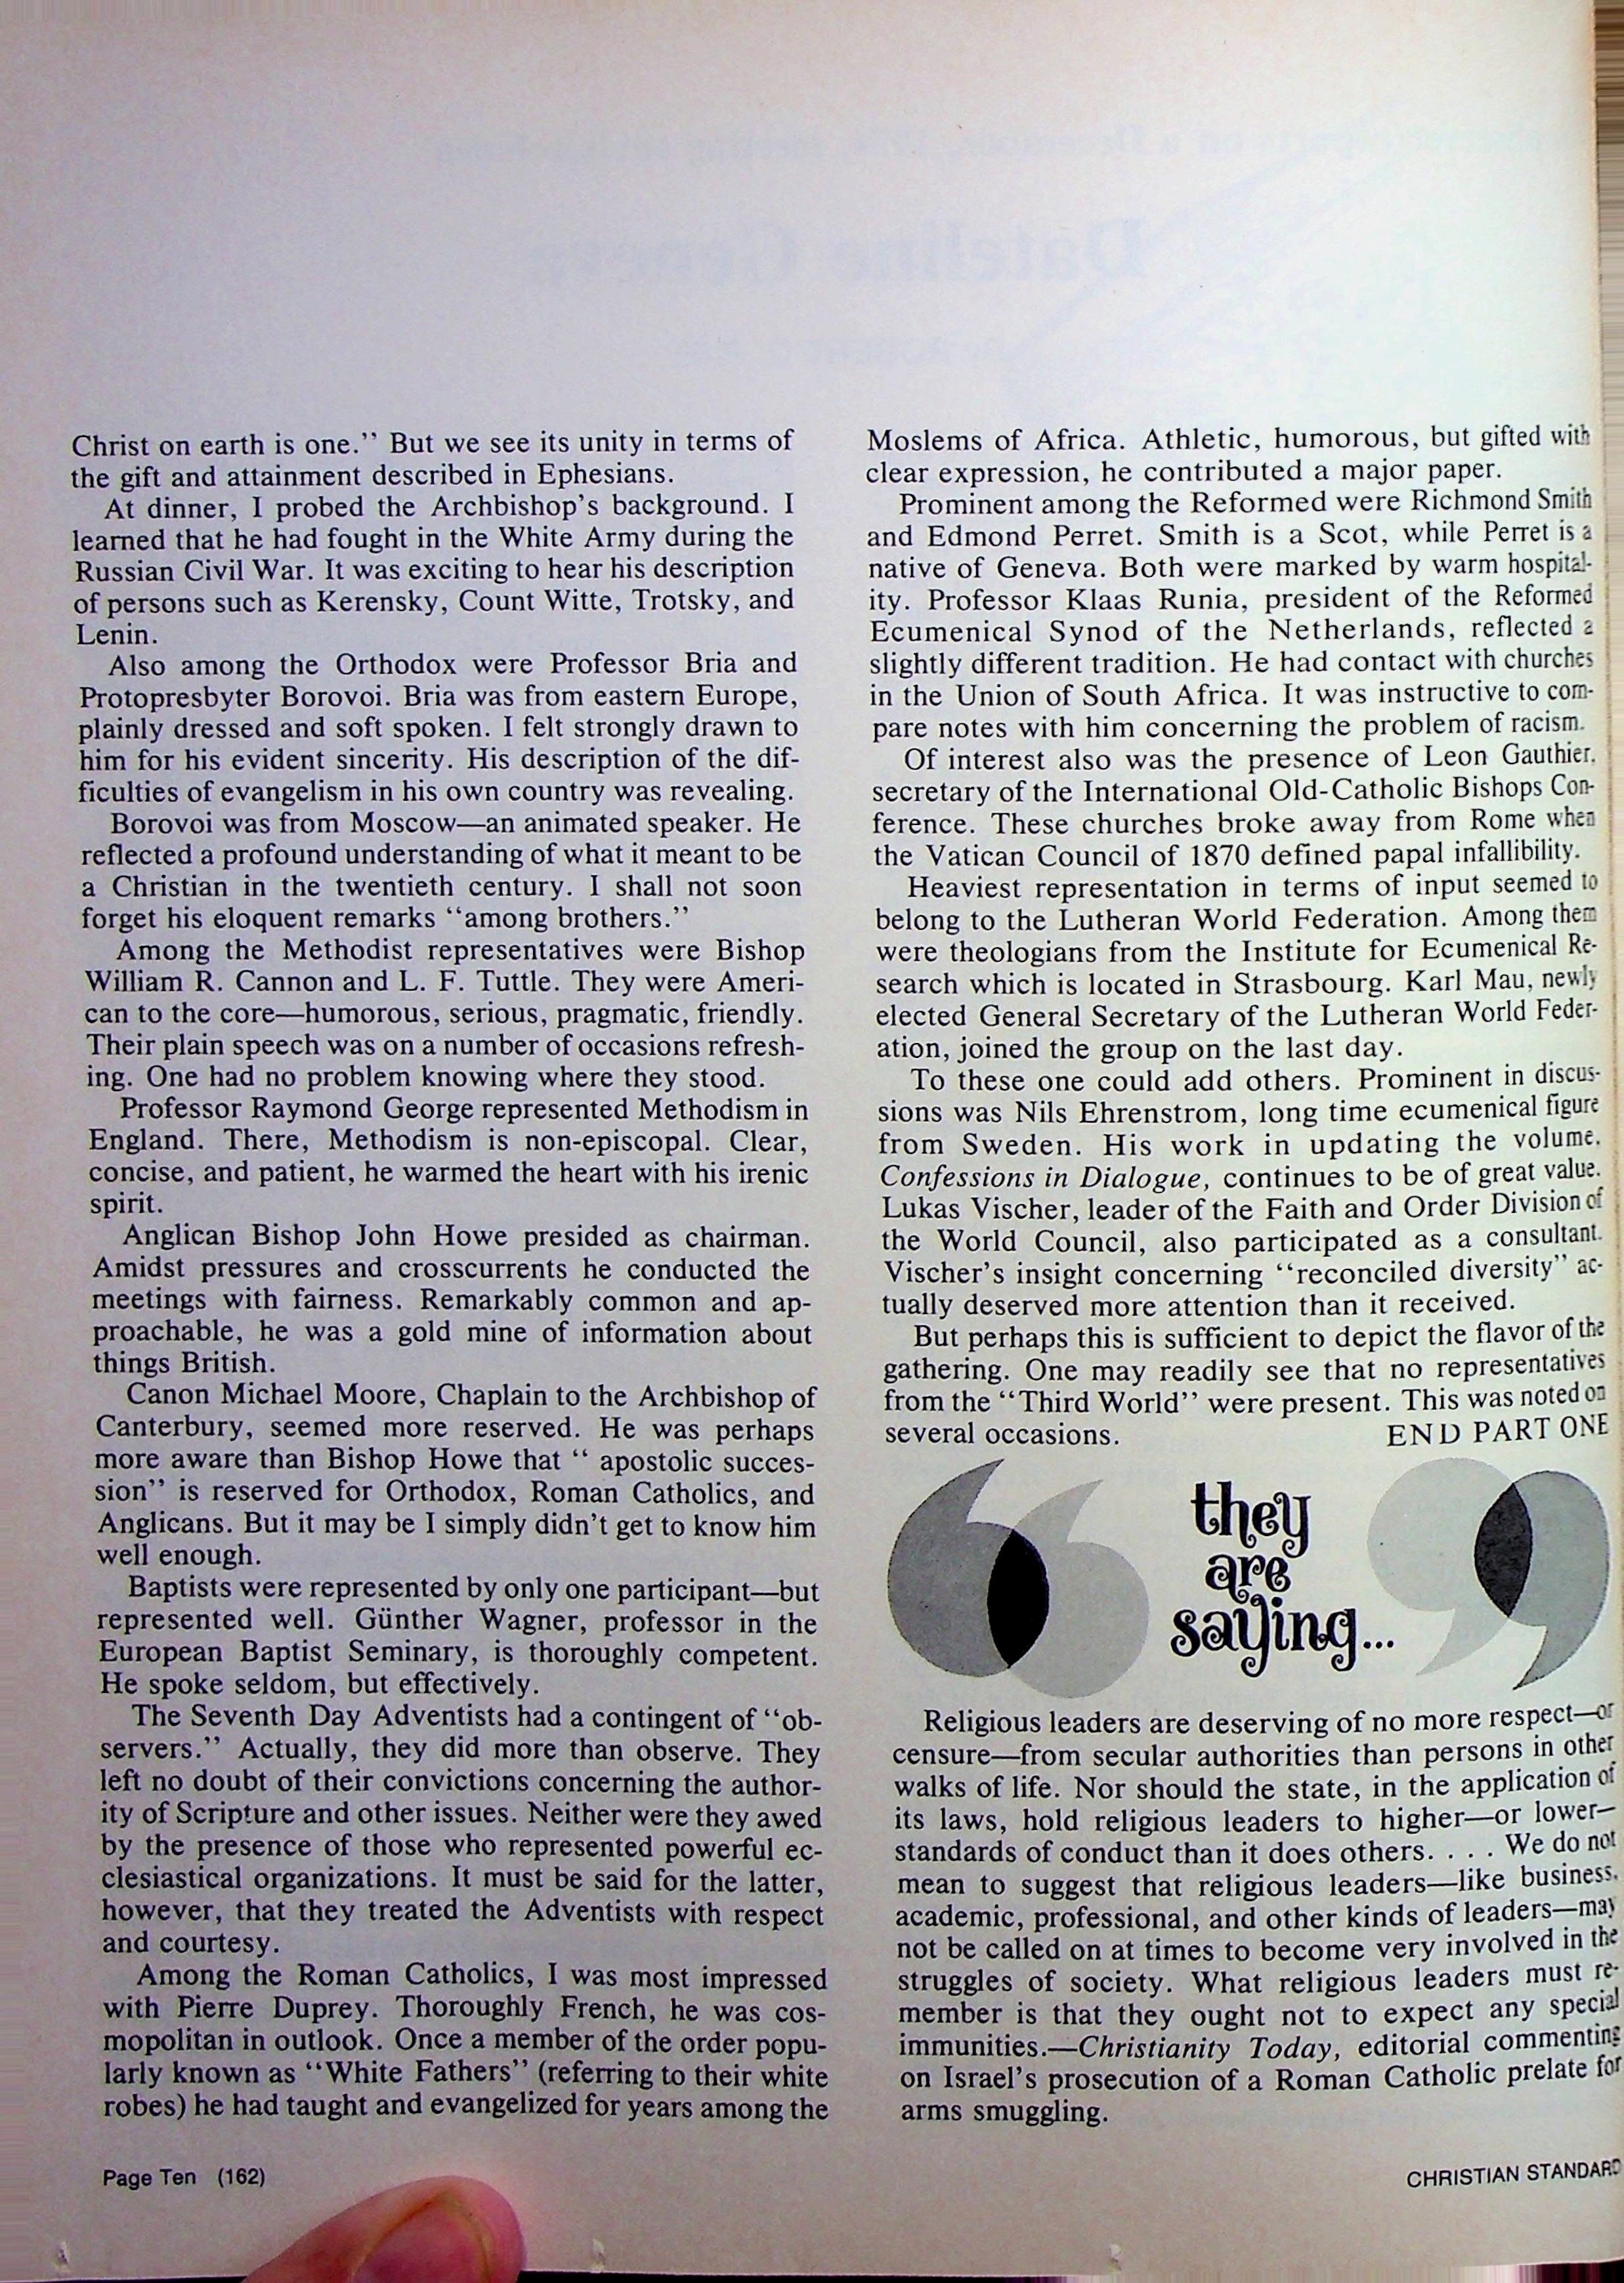 Christ on earth is one.'' But we see its unity in terms of
the gift and attainment described in Ephesians.
At dinner, I probed the Archbishop's background. I
learned that he had fought in the White Army during the
Russian Civil War. It was exciting to hear his description
of persons such as Kerensky, Count Witte, Trotsky, and
Lenin.
Also among the Orthodox were Professor Bria and
Protopresbyter Borovoi. Bria was from eastern Europe,
plainly dressed and soft spoken. I felt strongly drawn to
him for his evident sincerity. His description of the dif-
ficulties of evangelism in his own country was revealing.
Borovoi was from Moscow—an animated speaker. He
reflected a profound understanding of what it meant to be
a Christian in the twentieth century. I shall not soon
forget his eloquent remarks ''among brothers.''
Among the Methodist representatives were Bishop
William R. Cannon and L. F. Tuttle. They were Ameri-
can to the core—humorous, serious, pragmatic, friendly.
Their plain speech was on a number of occasions refresh-
ing. One had no problem knowing where they stood.
Professor Raymond George represented Methodism in
England. There, Methodism is non-episcopal. Clear,
concise, and patient, he warmed the heart with his irenic
spirit.
Anglican Bishop John Howe presided as chairman.
Amidst pressures and crosscurrents he conducted the
meetings with fairness. Remarkably common and ap-
proachable, he was a gold mine of information about
things British.
Canon Michael Moore, Chaplain to the Archbishop of
Canterbury, seemed more reserved. He was perhaps
more aware than Bishop Howe that '' apostolic succes-
sion'' is reserved for Orthodox, Roman Catholics, and
Anglicans. But it may be I simply didn't get to know him
well enough.
Baptists were represented by only one participant—but
represented well. Günther Wagner, professor in the
European Baptist Seminary, is thoroughly competent.
He spoke seldom, but effectively.
The Seventh Day Adventists had a contingent of ''ob-
servers.'' Actually, they did more than observe. They
left no doubt of their convictions concerning the author-
ity of Scripture and other issues. Neither were they awed
by the presence of those who represented powerful ec-
clesiastical organizations. It must be said for the latter,
however, that they treated the Adventists with respect
and courtesy.
Among the Roman Catholics, I was most impressed
with Pierre Duprey. Thoroughly French, he was cos-
mopolitan in outlook. Once a member of the order popu-
larly known as ''White Fathers'' (referring to their white
robes) he had taught and evangelized for years among the
Moslems of Africa. Athletic, humorous, but gifted with
clear expression, he contributed a major paper.
Prominent among the Reformed were Richmond Smith
and Edmond Perret. Smith is a Scot, while Perret is a
native of Geneva. Both were marked by warm hospital-
ity. Professor Klaas Runia, president of the Reformed
Ecumenical Synod of the Netherlands, reflected a
slightly different tradition. He had contact with churches
in the Union of South Africa. It was instructive to com-
pare notes with him concerning the problem of racism.
Of interest also was the presence of Leon Gauthier,
secretary of the International Old-Catholic Bishops Con-
ference. These churches broke away from Rome when
the Vatican Council of 1870 defined papal infallibility.
Heaviest representation in terms of input seemed to
belong to the Lutheran World Federation. Among them
were theologians from the Institute for Ecumenical Re-
search which is located in Strasbourg. Karl Mau, newly
elected General Secretary of the Lutheran World Feder-
ation, joined the group on the last day.
To these one could add others. Prominent in discus-
sions was Nils Ehrenstrom, long time ecumenical figure
from Sweden. His work in updating the volume,
Confessions in Dialogue, continues to be of great value.
Lukas Vischer, leader of the Faith and Order Division of
the World Council, also participated as a consultant.
Vischer's insight concerning ''reconciled diversity'' ac-
tually deserved more attention than it received.
But perhaps this is sufficient to depict the flavor of the
gathering. One may readily see that no representatives
from the ''Third World'' were present. This was noted on
several occasions. END PART ONE
they
are
saying...
Religious leaders are deserving of no more respect—or
censure—from secular authorities than persons in other
walks of life. Nor should the state, in the application of
its laws, hold religious leaders to higher—or lower—
standards of conduct than it does others. . . . We do not
mean to suggest that religious leaders—like business,
academic, professional, and other kinds of leaders—may
not be called on at times to become very involved in the
struggles of society. What religious leaders must re-
member is that they ought not to expect any special
immunities.—Christianity Today, editorial commenting
on Israel's prosecution of a Roman Catholic prelate for
arms smuggling.
Page Ten (162)
CHRISTIAN STANDARD